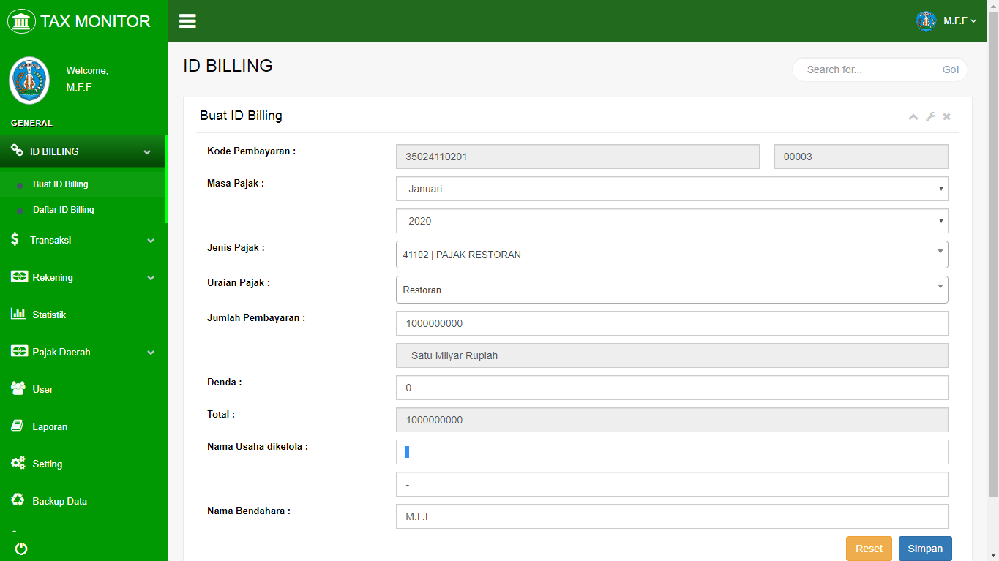 TAX MONITOR
M.F.F
Welcome,
M.F.F
GENERAL
ID BILLING
Buat ID Billing
Daftar ID Billing
Transaksi
Rekening
Statistik
Pajak Daerah
User
Laporan
Setting
Backup Data
ID BILLING
Search for...
Go!
Buat ID Billing
Kode Pembayaran :
35024110201
00003
Masa Pajak :
Januari
2020
Jenis Pajak :
41102 | PAJAK RESTORAN
Uraian Pajak :
Restoran
Jumlah Pembayaran :
1000000000
Satu Milyar Rupiah
Denda :
0
Total :
1000000000
Nama Usaha dikelola :
-
-
Nama Bendahara :
M.F.F
Reset
Simpan